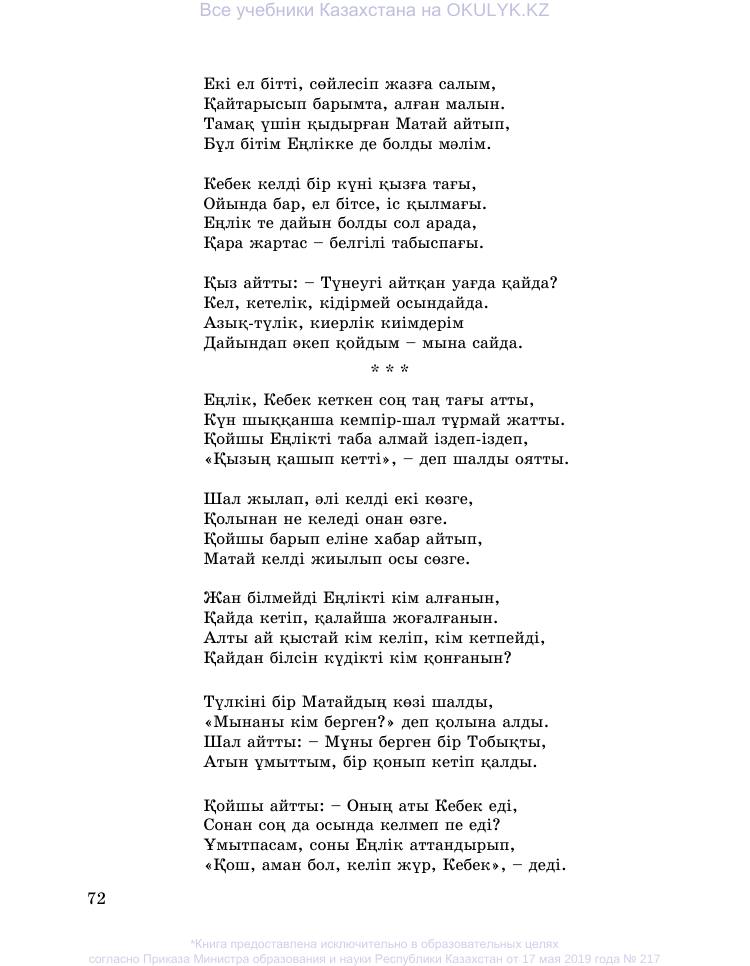 Все учебники Казахстана на OKULYK.KZ
Екі ел бітті, сөйлесіп жазға салым,
Қайтарысып барымта, алған малын.
Тамақ үшін қыдырған Матай айтып,
Бұл бітім Еңлікке де болды мәлім.
Кебек келді бір күні қызға тағы,
Ойында бар, ел бітсе, іс қылмағы.
Еңлік те дайын болды сол арада,
Қара жартас – белгілі табыспағы.
Қыз айтты: – Түнеугі айтқан уағда қайда?
Кел, кетелік, кідірмей осындайда.
Азық-түлік, киерлік киімдерім
Дайындап әкеп қойдым – мына сайда.
* * *
Еңлік, Кебек кеткен соң таң тағы атты,
Күн шыққанша кемпір-шал тұрмай жатты.
Қойшы Еңлікті таба алмай іздеп-іздеп,
«Қызың қашып кетті», – деп шалды оятты.
Шал жылап, әлі келді екі көзге,
Қолынан не келеді онан өзге.
Қойшы барып еліне хабар айтып,
Матай келді жиылып осы сөзге.
Жан білмейді Еңлікті кім алғанын,
Қайда кетіп, қалайша жоғалғанын.
Алты ай қыстай кім келіп, кім кетпейді,
Қайдан білсін күдікті кім қонғанын?
Түлкіні бір Матайдың көзі шалды,
«Мынаны кім берген?» деп қолына алды.
Шал айтты: – Мұны берген бір Тобықты,
Атын ұмыттым, бір қонып кетіп қалды.
Қойшы айтты: – Оның аты Кебек еді,
Сонан соң да осында келмеп пе еді?
Ұмытпасам, соны Еңлік аттандырып,
«Қош, аман бол, келіп жүр, Кебек», – деді.
72
*Книга предоставлена исключительно в образовательных целях
согласно Приказа Министра образования и науки Республики Казахстан от 17 мая 2019 года № 217